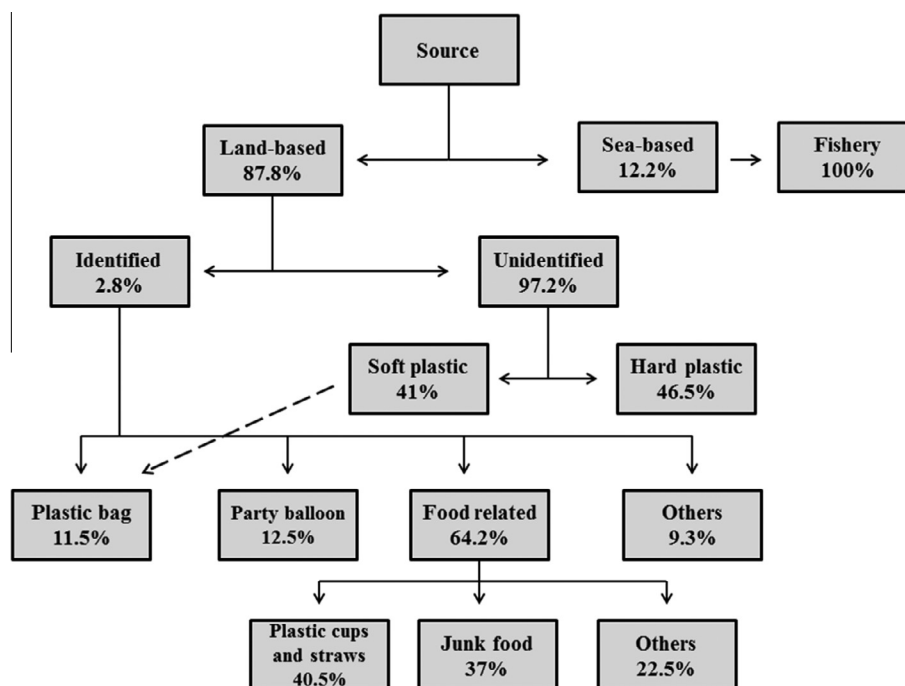 Source
Land-based
87.8%
Sea-based
12.2%
Fishery
100%
Identified
2.8%
Unidentified
97.2%
Soft plastic
41%
Hard plastic
46.5%
Plastic bag
11.5%
Party balloon
12.5%
Food related
64.2%
Others
9.3%
Plastic cups
and straws
40.5%
Junk food
37%
Others
22.5%